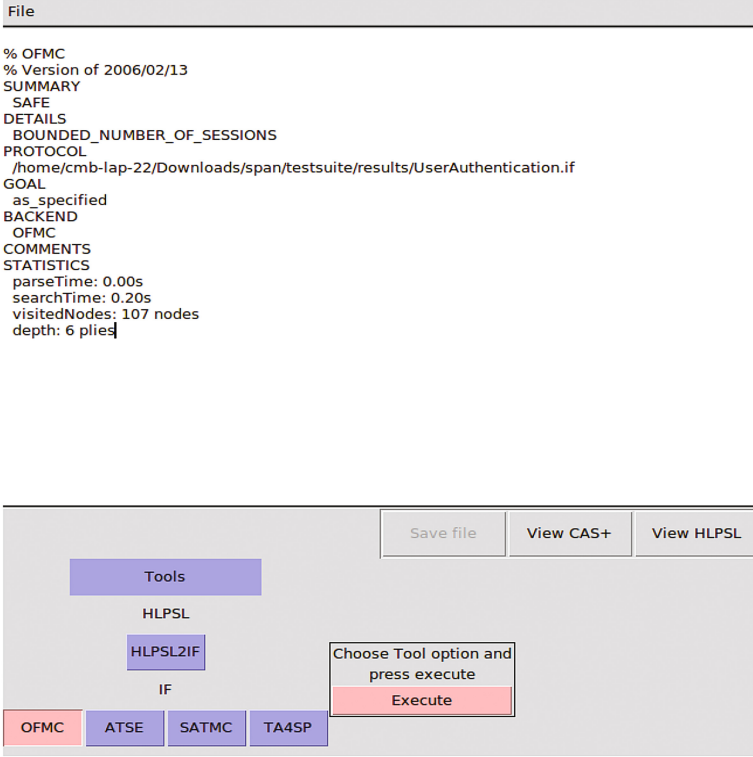 File
% OFMC
% Version of 2006/02/13
SUMMARY
SAFE
DETAILS
BOUNDED_NUMBER_OF_SESSIONS
PROTOCOL
/home/cmb-lap-22/Downloads/span/testsuite/results/UserAuthentication.if
GOAL
as_specified
BACKEND
OFMC
COMMENTS
STATISTICS
parseTime: 0.00s
searchTime: 0.20s
visitedNodes: 107 nodes
depth: 6 plies
Save file
View CAS+
View HLPSL
Tools
HLPSL
HLPSL2IF
IF
Choose Tool option and
press execute
Execute
OFMC
ATSE
SATMC
TA4SP